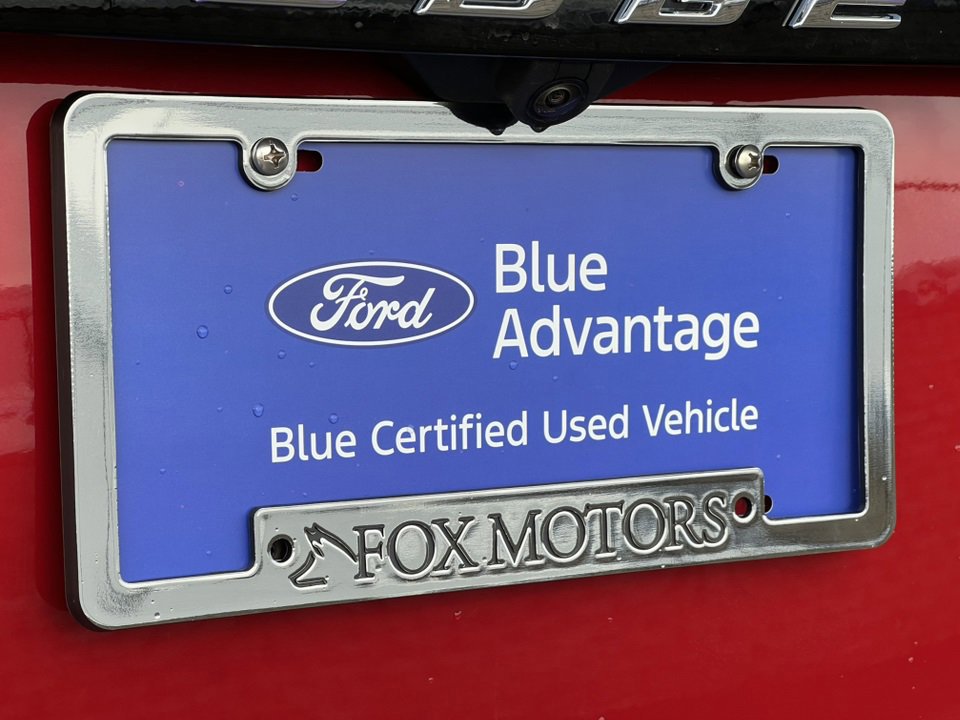 Ford
Blue
Advantage
Blue Certified Used Vehicle
FOX MOTORS